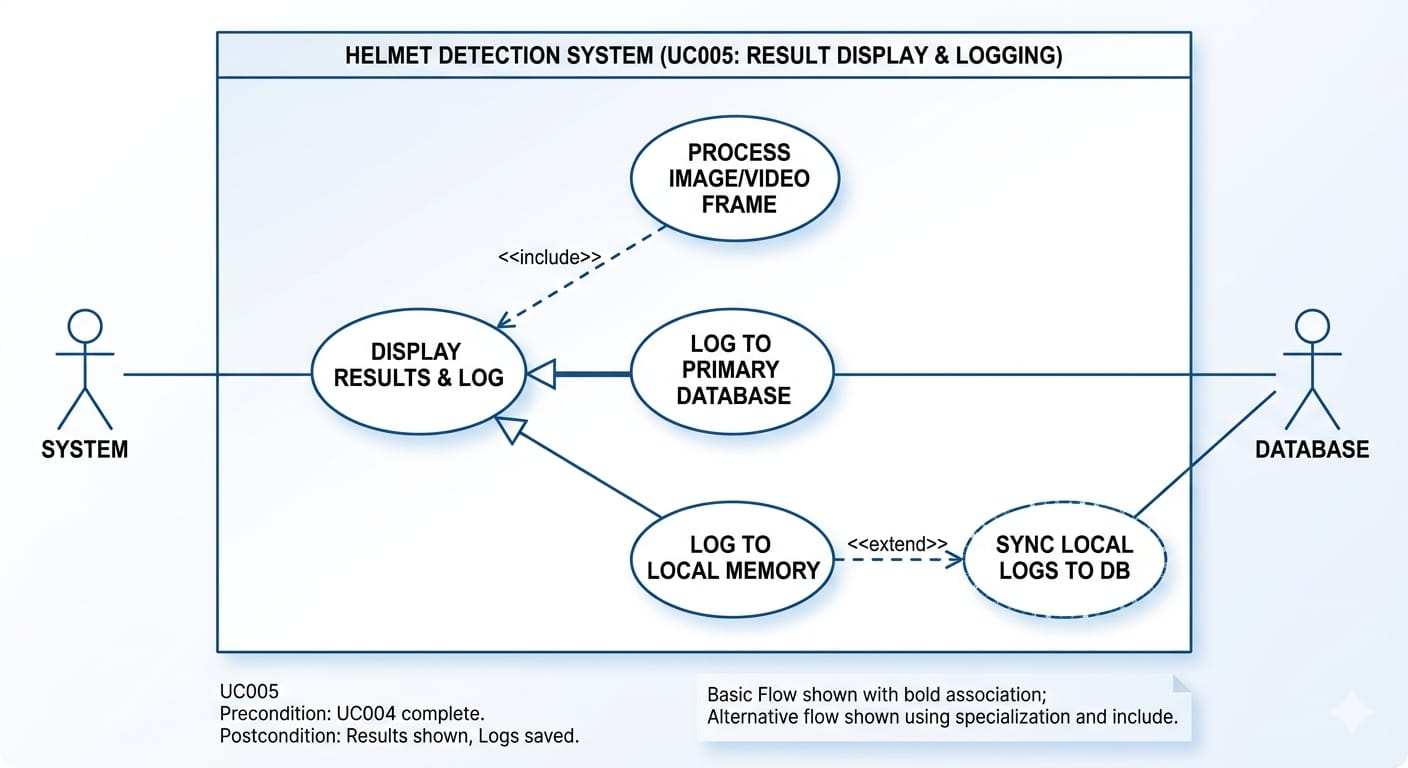 HELMET DETECTION SYSTEM (UC005: RESULT DISPLAY & LOGGING)
PROCESS
IMAGE/VIDEO
FRAME
<<include>>
DISPLAY
RESULTS & LOG
LOG TO
PRIMARY
DATABASE
SYSTEM
DATABASE
LOG TO
LOCAL MEMORY
<<extend>>
SYNC LOCAL
LOGS TO DB
UC005
Precondition: UC004 complete.
Postcondition: Results shown, Logs saved.
Basic Flow shown with bold association;
Alternative flow shown using specialization and include.